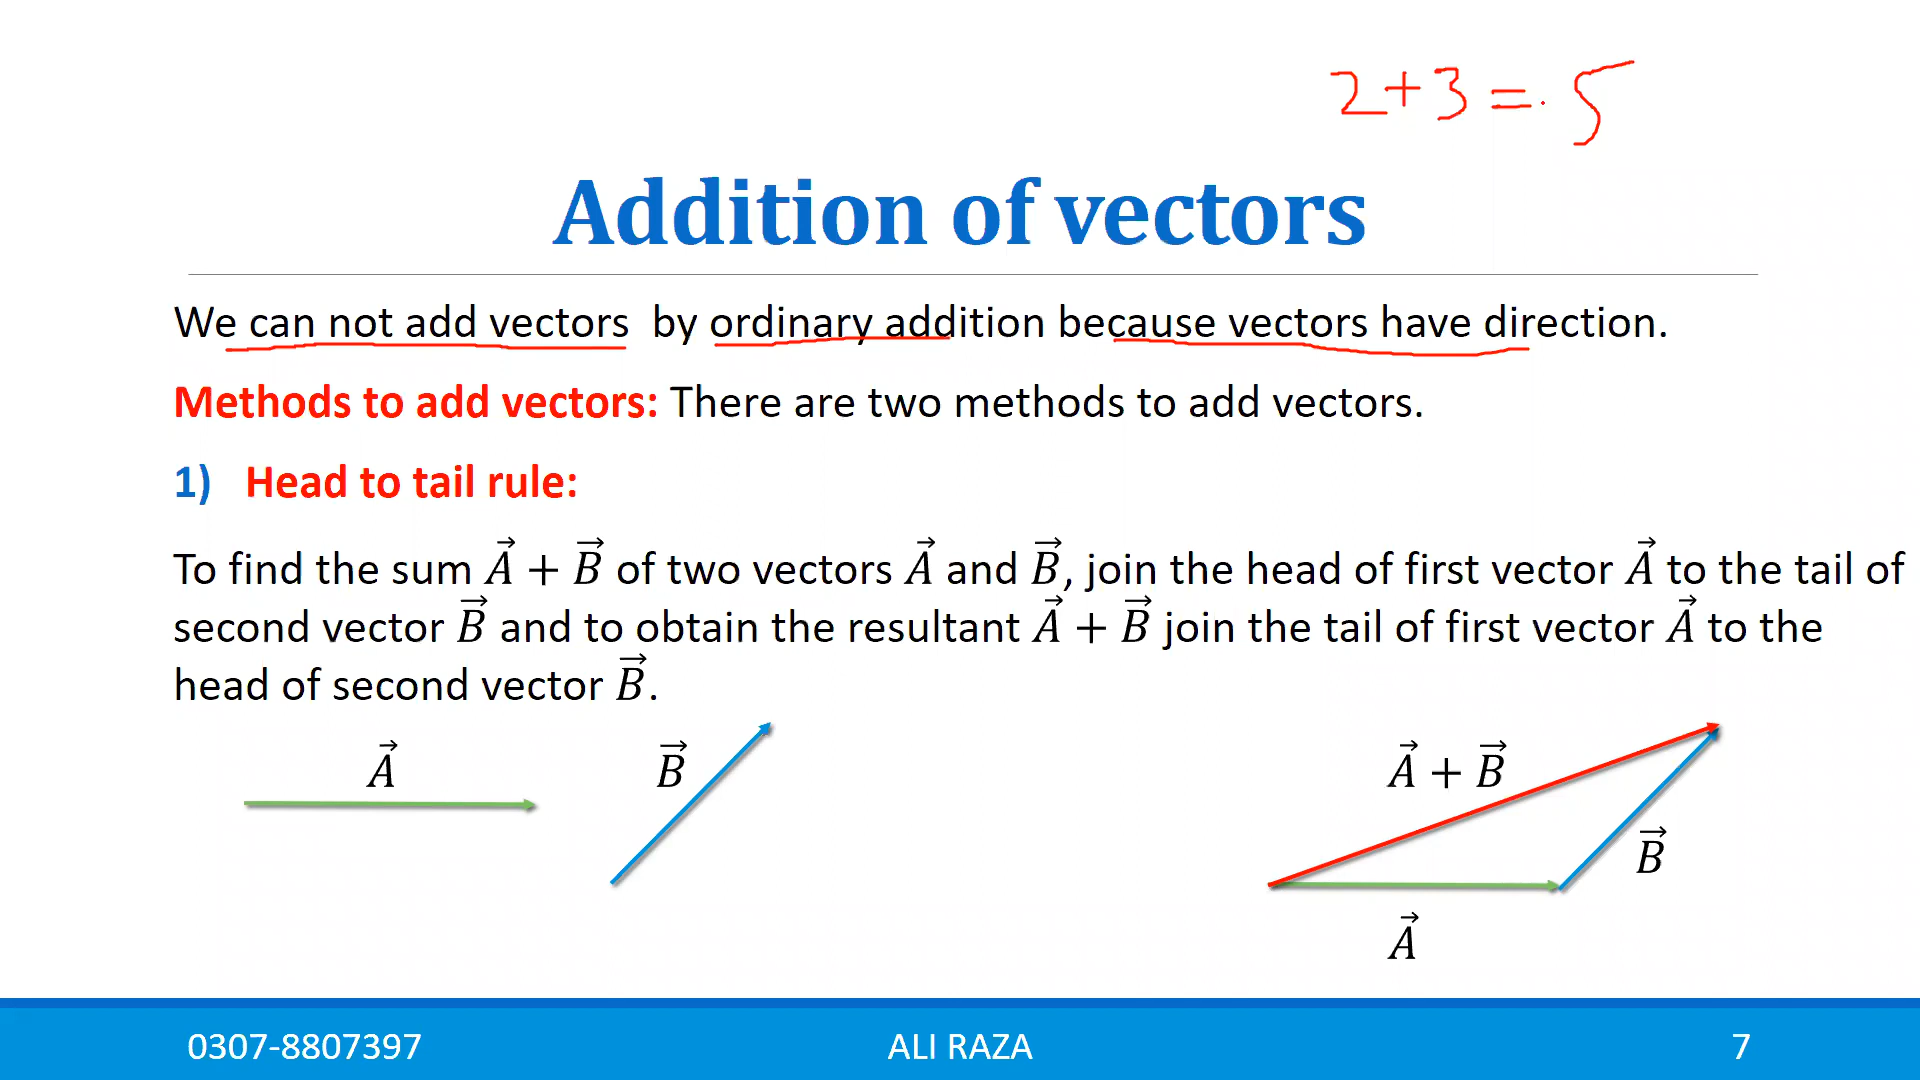 2+3=5
Addition of vectors
We can not add vectors by ordinary addition because vectors have direction.
Methods to add vectors: There are two methods to add vectors.
1) Head to tail rule:
To find the sum A⃗ + B⃗ of two vectors A⃗ and B⃗, join the head of first vector A⃗ to the tail of
second vector B⃗ and to obtain the resultant A⃗ + B⃗ join the tail of first vector A⃗ to the
head of second vector B⃗.
A⃗
B⃗
A⃗ + B⃗
B⃗
A⃗
0307-8807397 ALI RAZA 7